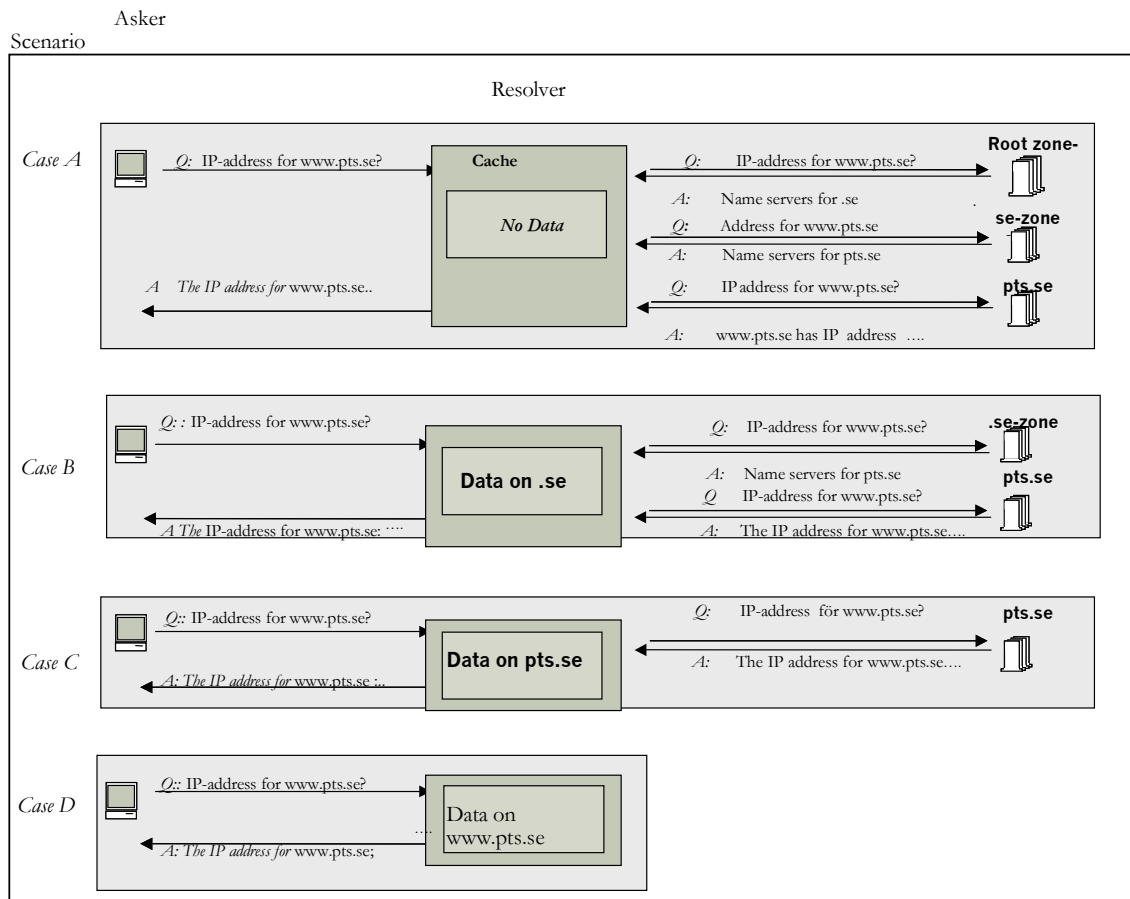 Asker
Scenario
Resolver
Case A
Q: IP-address for www.pts.se?
Cache
No Data
A The IP address for www.pts.se..
Q: IP-address for www.pts.se?
Root zone-
A: Name servers for .se .
se-zone
Q: Address for www.pts.se
A: Name servers for pts.se
pts.se
Q: IP address for www.pts.se?
A: www.pts.se has IP address ....
Case B
Q: : IP-address for www.pts.se?
Data on .se
A The IP-address for www.pts.se: ....
.se-zone
Q: IP-address for www.pts.se?
A: Name servers for pts.se
pts.se
Q IP-address for www.pts.se?
A: The IP address for www.pts.se....
Case C
Q:: IP-address for www.pts.se?
Data on pts.se
A: The IP address for www.pts.se :..
Q: IP-address för www.pts.se?
pts.se
A: The IP address for www.pts.se....
Case D
Q:: IP-address for www.pts.se?
Data on
www.pts.se
....
A: The IP address for www.pts.se;